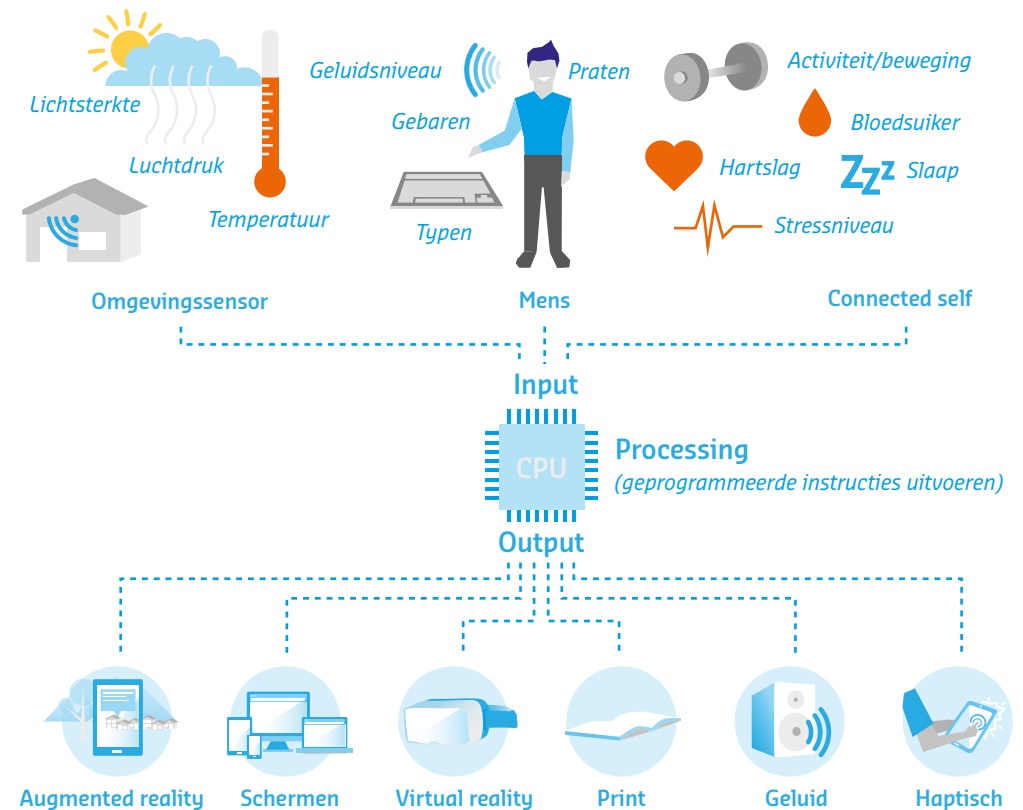 Lichtsterkte
Luchtdruk
Temperatuur
Omgevingssensor
Geluidsniveau
Praten
Gebaren
Typen
Mens
Activiteit/beweging
Bloedsuiker
Hartslag
ZZZ
Slaap
Stressniveau
Connected self
Input
CPU
Processing
(geprogrammeerde instructies uitvoeren)
Output
Augmented reality
Schermen
Virtual reality
Print
Geluid
Haptisch